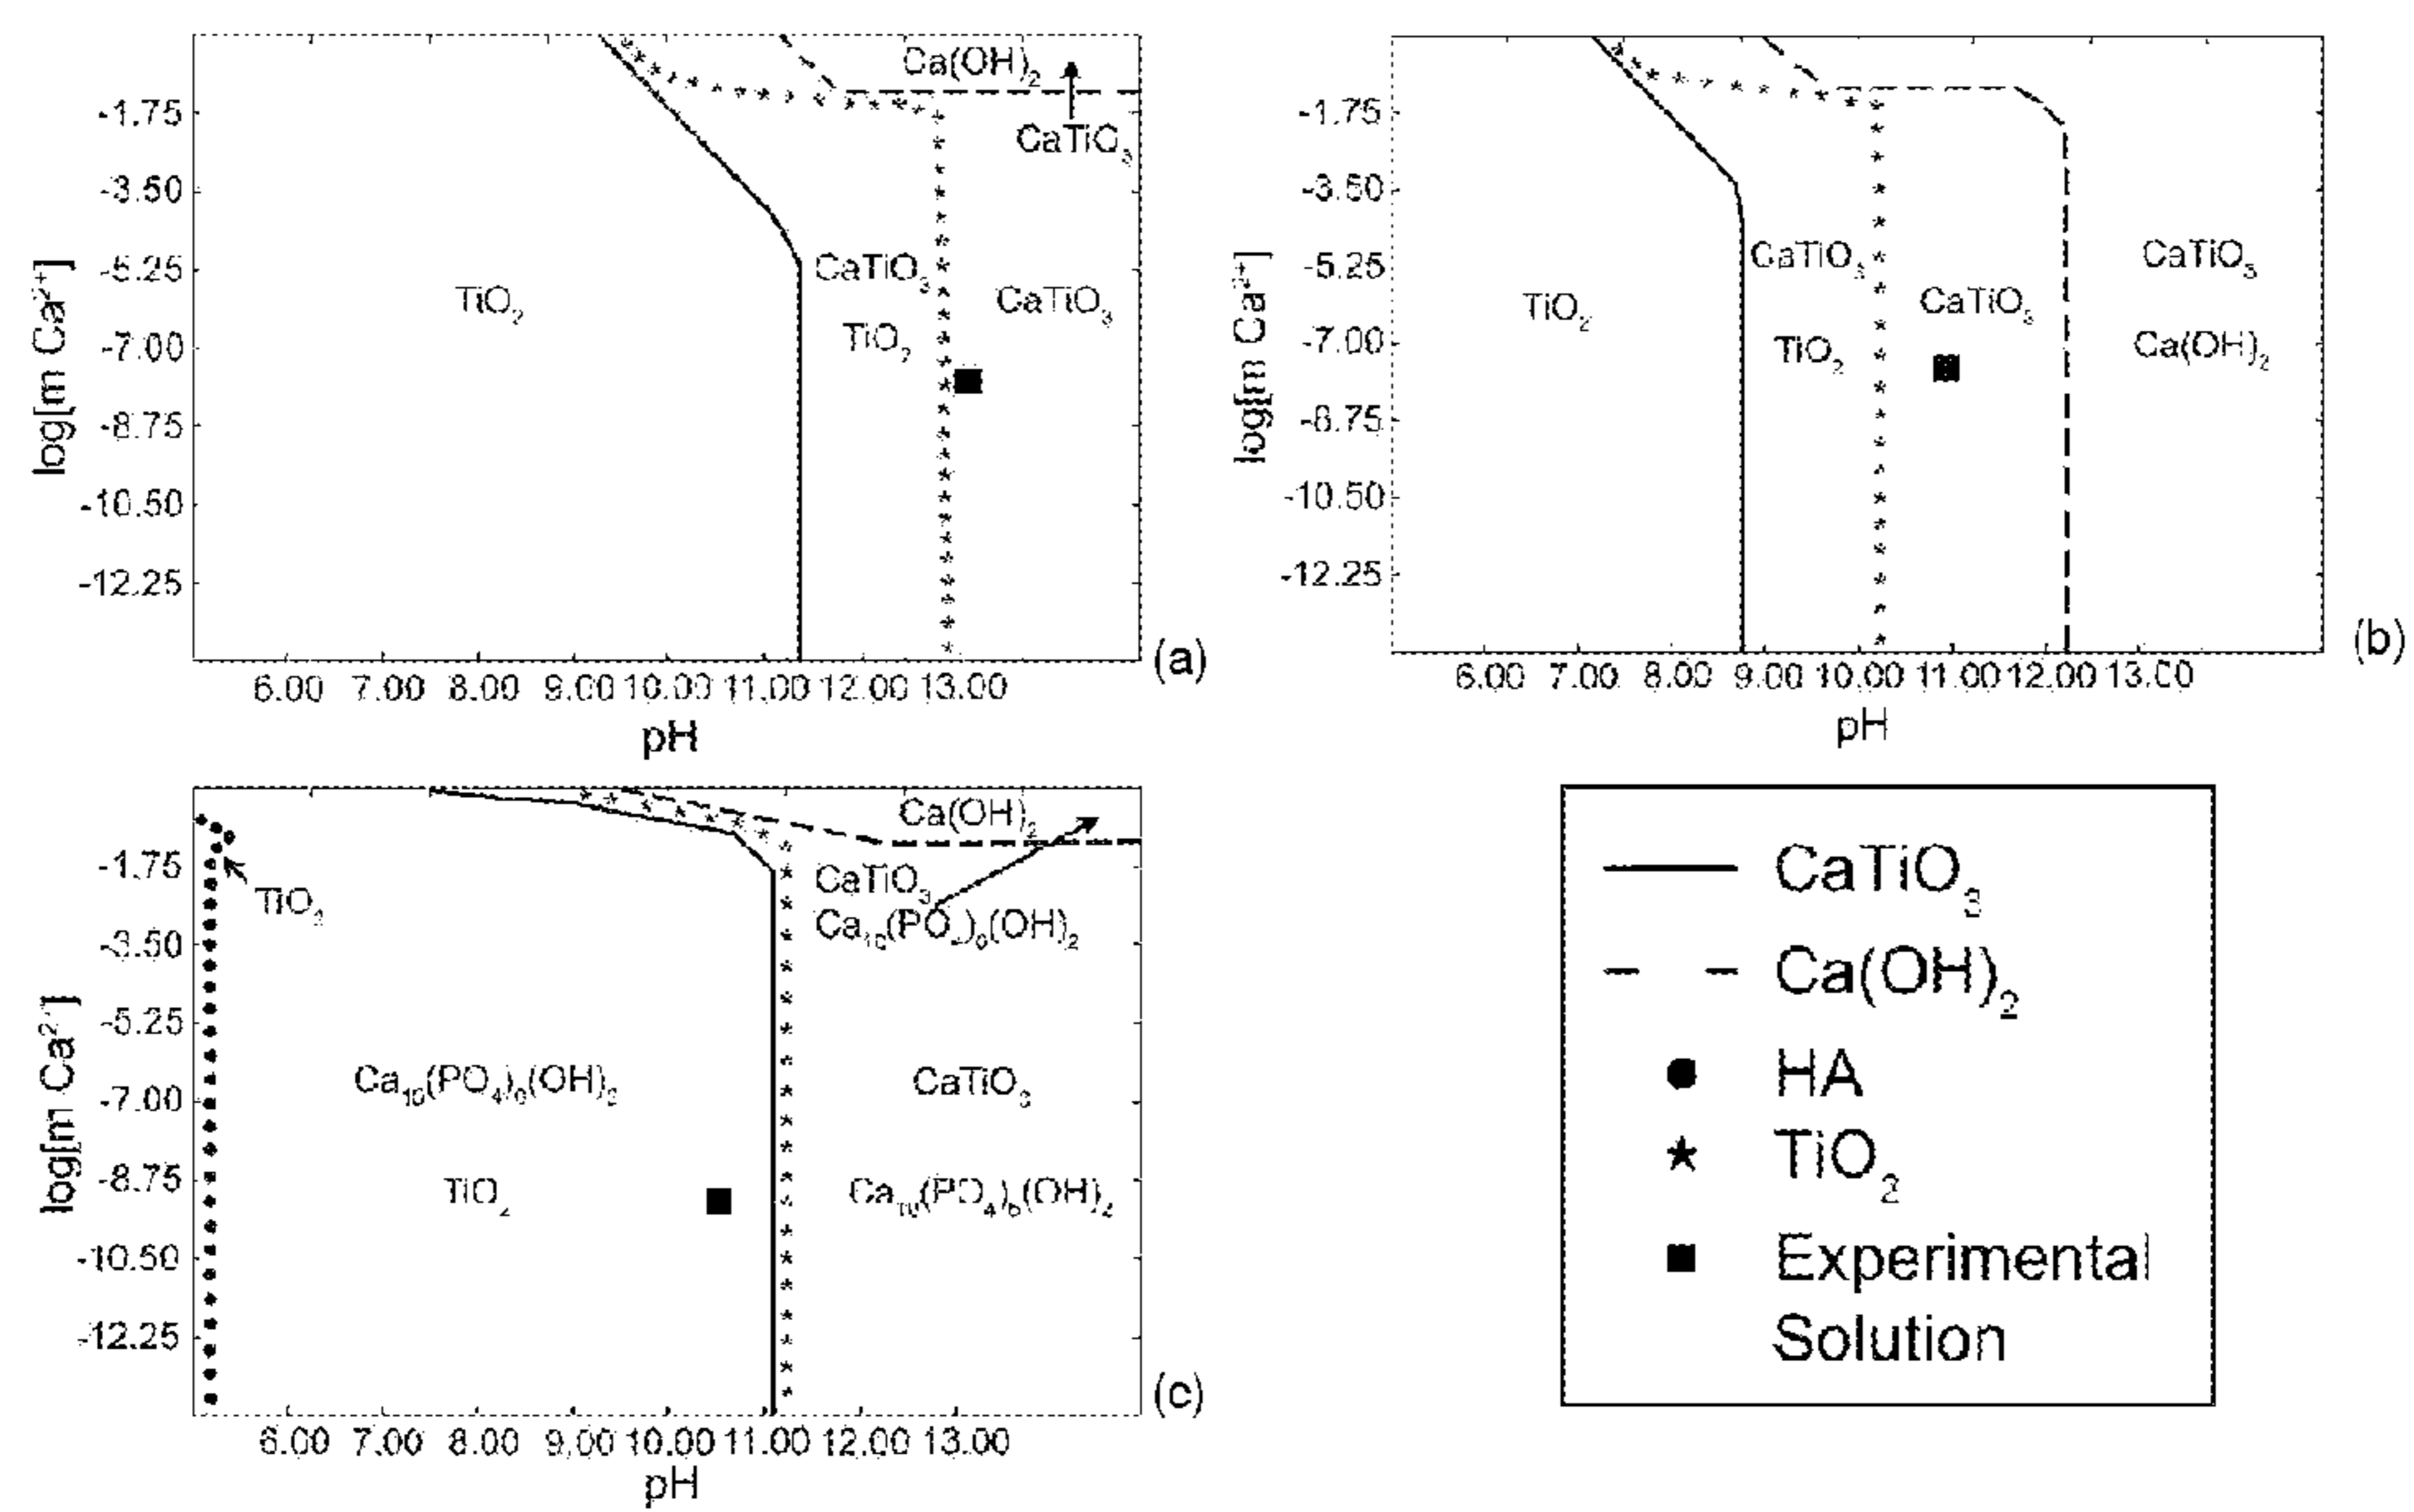 Ca(OH)2
CaTiO3
TiO2
CaTiO3
TiO2
CaTiO3
log[m Ca2+]
-1.75
-3.50
-5.25
-7.00
-8.75
-10.50
-12.25
6.00 7.00 8.00 9.00 10.00 11.00 12.00 13.00
pH
(a)
TiO2
CaTiO3
TiO2
CaTiO3
CaTiO3
Ca(OH)2
log[m Ca2+]
-1.75
-3.50
-5.25
-7.00
-8.75
-10.50
-12.25
6.00 7.00 8.00 9.00 10.00 11.00 12.00 13.00
pH
(b)
Ca(OH)2
TiO2
CaTiO3
Ca10(PO4)6(OH)2
Ca10(PO4)6(OH)2
TiO2
CaTiO3
Ca10(PO4)6(OH)2
log[m Ca2+]
-1.75
-3.50
-5.25
-7.00
-8.75
-10.50
-12.25
6.00 7.00 8.00 9.00 10.00 11.00 12.00 13.00
pH
(c)
CaTiO3
Ca(OH)2
HA
TiO2
Experimental
Solution